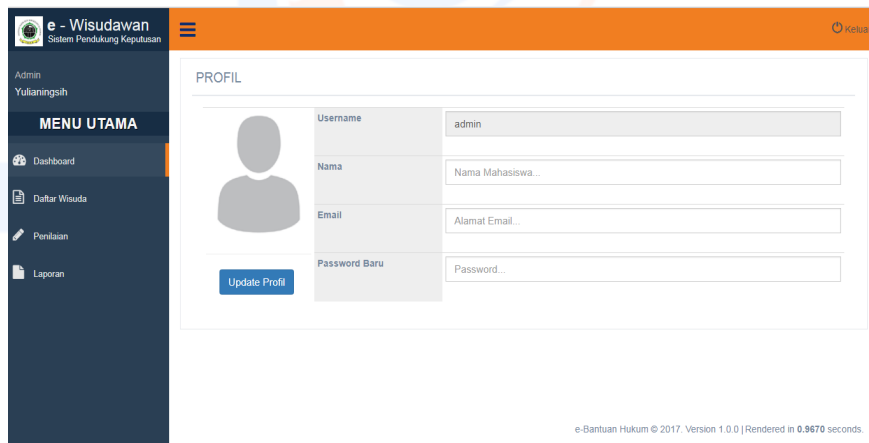 e - Wisudawan
Sistem Pendukung Keputusan
Keluar
Admin
Yulianingsih
MENU UTAMA
Dashboard
Daftar Wisuda
Penilaian
Laporan
PROFIL
Username
admin
Nama
Nama Mahasiswa...
Email
Alamat Email...
Password Baru
Password...
Update Profil
e-Bantuan Hukum © 2017. Version 1.0.0 | Rendered in 0.9670 seconds.